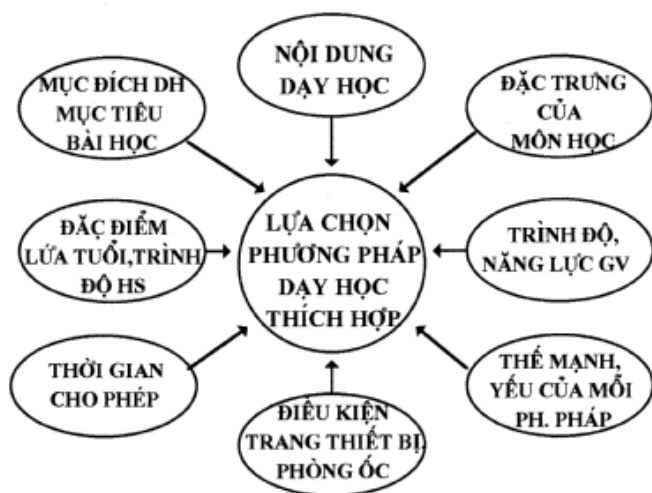 NỘI DUNG
DẠY HỌC
MỤC ĐÍCH DH
MỤC TIÊU
BÀI HỌC
ĐẶC TRƯNG
CỦA
MÔN HỌC
ĐẶC ĐIỂM
LỨA TUỔI,TRÌNH
ĐỘ HS
LỰA CHỌN
PHƯƠNG PHÁP
DẠY HỌC
THÍCH HỢP
TRÌNH ĐỘ,
NĂNG LỰC GV
THỜI GIAN
CHO PHÉP
THẾ MẠNH,
YẾU CỦA MỖI
PH. PHÁP
ĐIỀU KIỆN
TRANG THIẾT BỊ.
PHÒNG ỐC